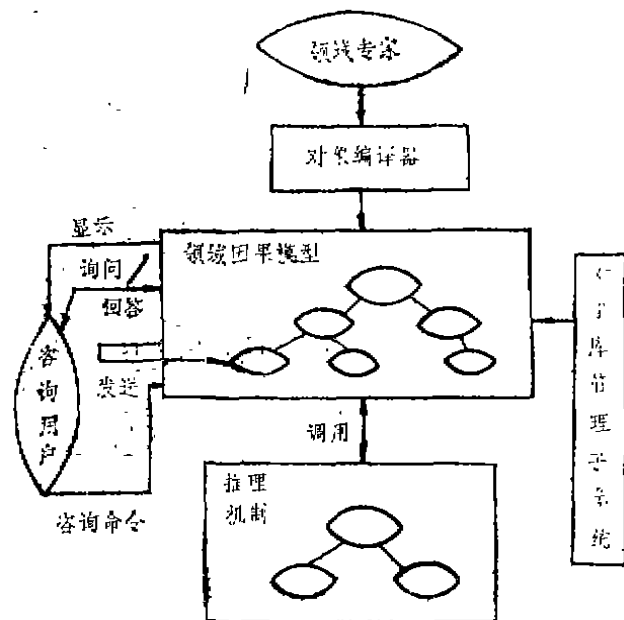 领域专家
对象编译器
显示
询问
回答
领域因果模型
发送
咨询用户
咨询命令
调用
推理
机制
库管理子系统